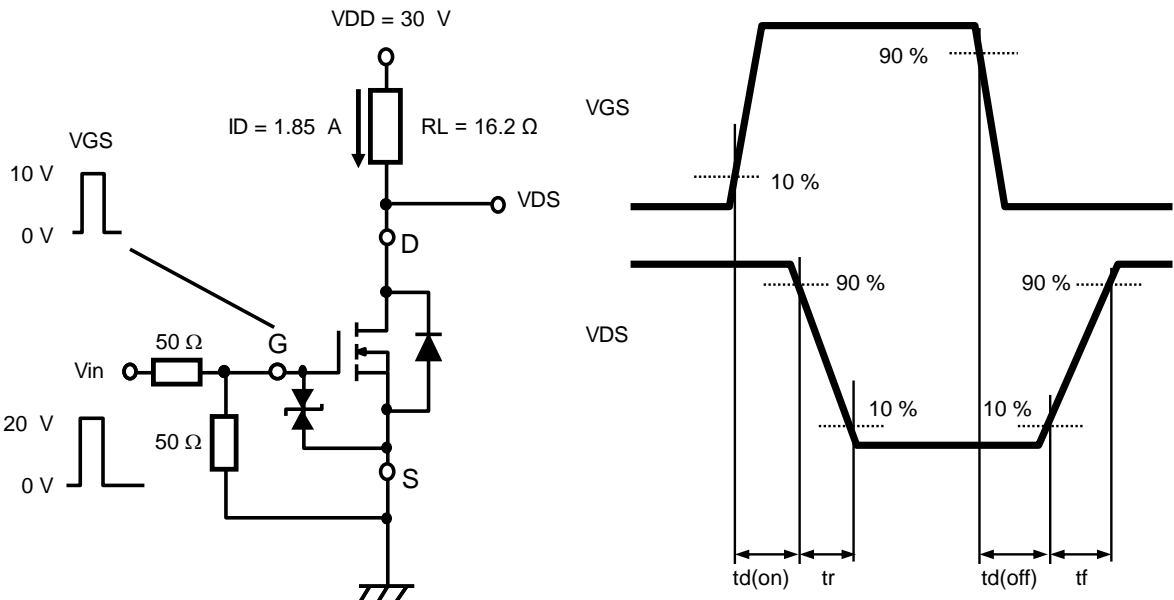 VDD = 30 V
ID = 1.85 A
RL = 16.2 Ω
VGS
10 V
0 V
VDS
D
50 Ω
G
Vin
20 V
50 Ω
0 V
S
VGS
90 %
10 %
VDS
90 %
90 %
10 %
10 %
td(on)
tr
td(off)
tf